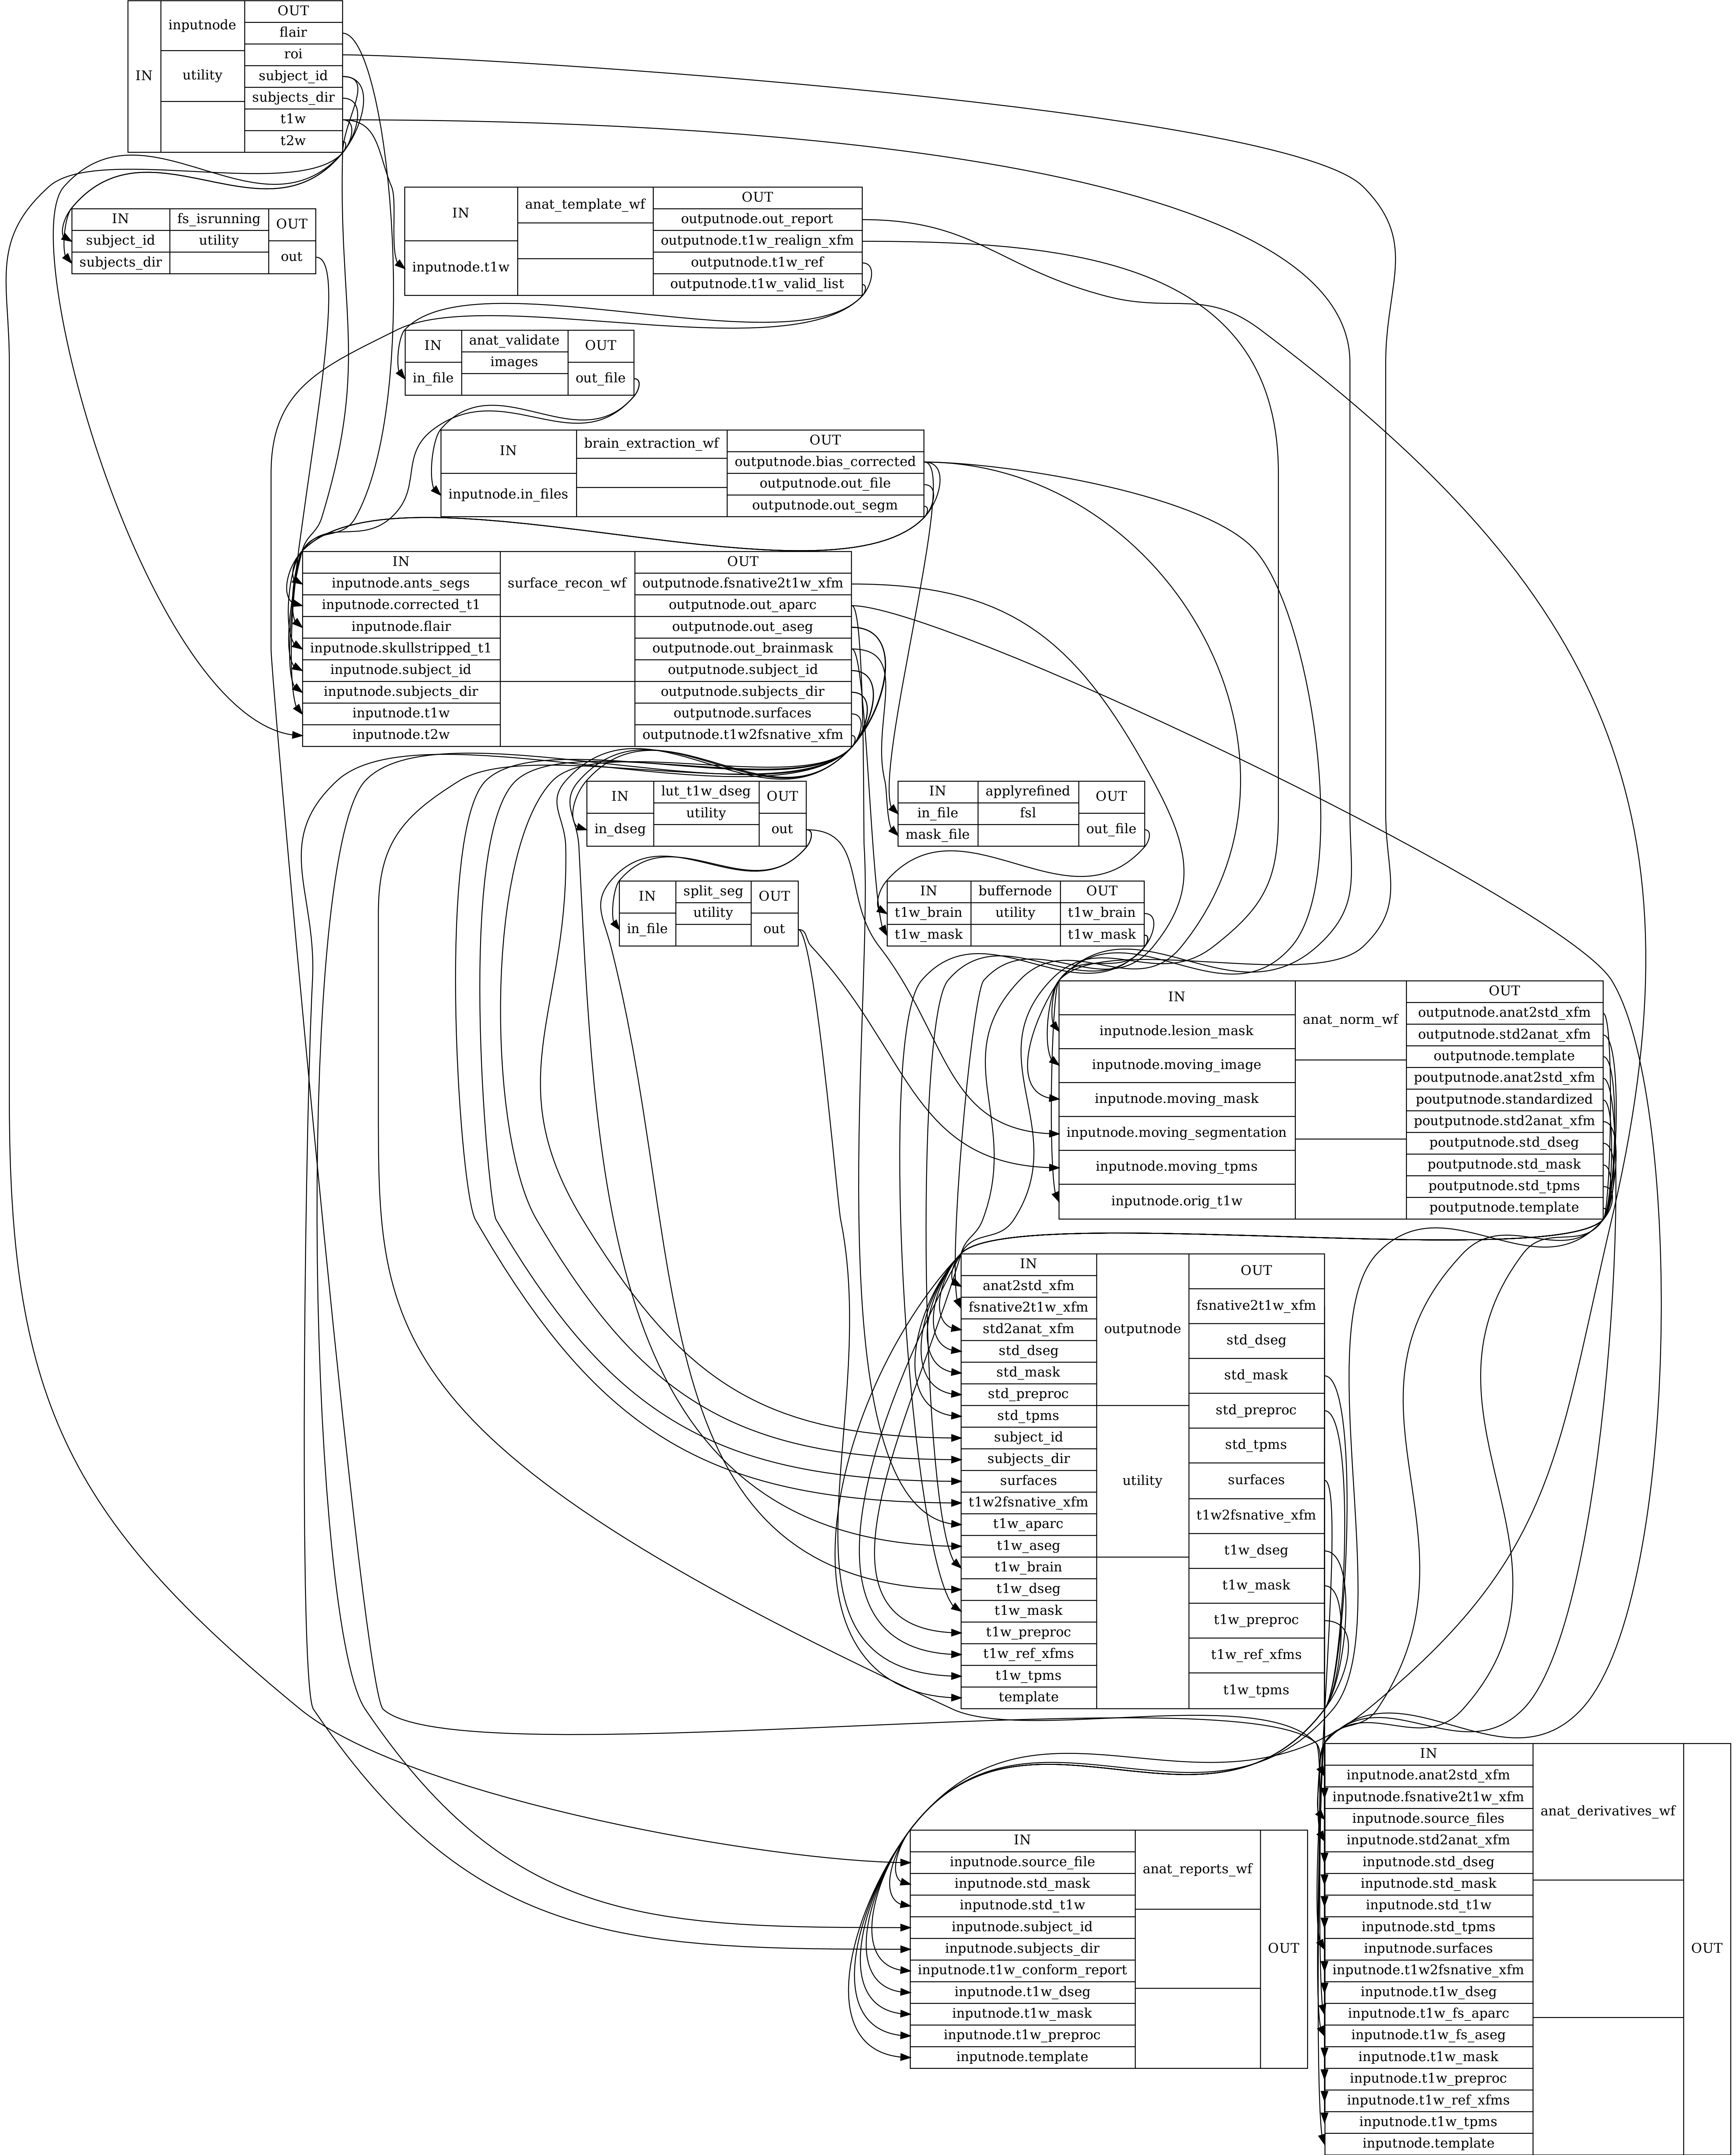 IN
inputnode
utility
OUT
flair
roi
subject_id
subjects_dir
t1w
t2w
IN
subject_id
subjects_dir
fs_isrunning
utility
OUT
out
IN
inputnode.t1w
anat_template_wf
OUT
outputnode.out_report
outputnode.t1w_realign_xfm
outputnode.t1w_ref
outputnode.t1w_valid_list
IN
in_file
anat_validate
images
OUT
out_file
IN
inputnode.in_files
brain_extraction_wf
OUT
outputnode.bias_corrected
outputnode.out_file
outputnode.out_segm
IN
inputnode.ants_segs
inputnode.corrected_t1
inputnode.flair
inputnode.skullstripped_t1
inputnode.subject_id
inputnode.subjects_dir
inputnode.t1w
inputnode.t2w
surface_recon_wf
OUT
outputnode.fsnative2t1w_xfm
outputnode.out_aparc
outputnode.out_aseg
outputnode.out_brainmask
outputnode.subject_id
outputnode.subjects_dir
outputnode.surfaces
outputnode.t1w2fsnative_xfm
IN
in_dseg
lut_t1w_dseg
utility
OUT
out
IN
in_file
mask_file
applyrefined
fsl
OUT
out_file
IN
in_file
split_seg
utility
OUT
out
IN
t1w_brain
t1w_mask
buffernode
utility
OUT
t1w_brain
t1w_mask
IN
inputnode.lesion_mask
inputnode.moving_image
inputnode.moving_mask
inputnode.moving_segmentation
inputnode.moving_tpms
inputnode.orig_t1w
anat_norm_wf
OUT
outputnode.anat2std_xfm
outputnode.std2anat_xfm
outputnode.template
poutputnode.anat2std_xfm
poutputnode.standardized
poutputnode.std2anat_xfm
poutputnode.std_dseg
poutputnode.std_mask
poutputnode.std_tpms
poutputnode.template
IN
anat2std_xfm
fsnative2t1w_xfm
std2anat_xfm
std_dseg
std_mask
std_preproc
std_tpms
subject_id
subjects_dir
surfaces
t1w2fsnative_xfm
t1w_aparc
t1w_aseg
t1w_brain
t1w_dseg
t1w_mask
t1w_preproc
t1w_ref_xfms
t1w_tpms
template
outputnode
utility
OUT
fsnative2t1w_xfm
std_dseg
std_mask
std_preproc
std_tpms
surfaces
t1w2fsnative_xfm
t1w_dseg
t1w_mask
t1w_preproc
t1w_ref_xfms
t1w_tpms
IN
inputnode.source_file
inputnode.std_mask
inputnode.std_t1w
inputnode.subject_id
inputnode.subjects_dir
inputnode.t1w_conform_report
inputnode.t1w_dseg
inputnode.t1w_mask
inputnode.t1w_preproc
inputnode.template
anat_reports_wf
OUT
IN
inputnode.anat2std_xfm
inputnode.fsnative2t1w_xfm
inputnode.source_files
inputnode.std2anat_xfm
inputnode.std_dseg
inputnode.std_mask
inputnode.std_t1w
inputnode.std_tpms
inputnode.surfaces
inputnode.t1w2fsnative_xfm
inputnode.t1w_dseg
inputnode.t1w_fs_aparc
inputnode.t1w_fs_aseg
inputnode.t1w_mask
inputnode.t1w_preproc
inputnode.t1w_ref_xfms
inputnode.t1w_tpms
inputnode.template
anat_derivatives_wf
OUT